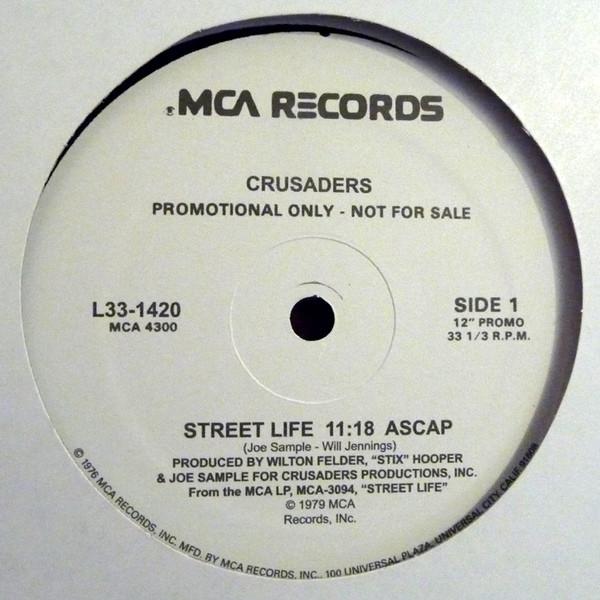 ® MCA RECORDS
CRUSADERS
PROMOTIONAL ONLY - NOT FOR SALE
L33-1420
MCA 4300
SIDE 1
12" PROMO
33 1/3 R.P.M.
STREET LIFE 11:18 ASCAP
(Joe Sample - Will Jennings)
PRODUCED BY WILTON FELDER, "STIX" HOOPER
& JOE SAMPLE FOR CRUSADERS PRODUCTIONS, INC.
From the MCA LP, MCA-3094, "STREET LIFE"
© 1979 MCA
Records, INc.
© 1976 MCA RECORDS, INC. MFD. BY MCA RECORDS, INC., 100 UNIVERSAL PLAZA, UNIVERSAL CITY, CALIF. 91608